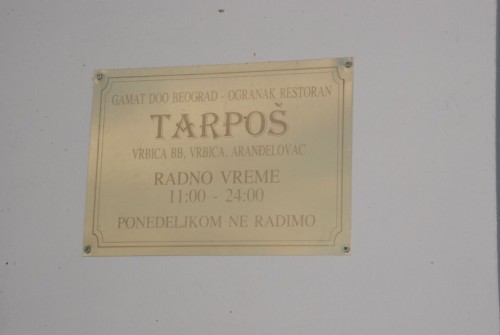 GAMAT DOO BEOGRAD - OGRANAK RESTORAN
TARPOŠ
VRBICA BB, VRBICA, ARANĐELOVAC
RADNO VREME
11:00 - 24:00
PONEDELJKOM NE RADIMO